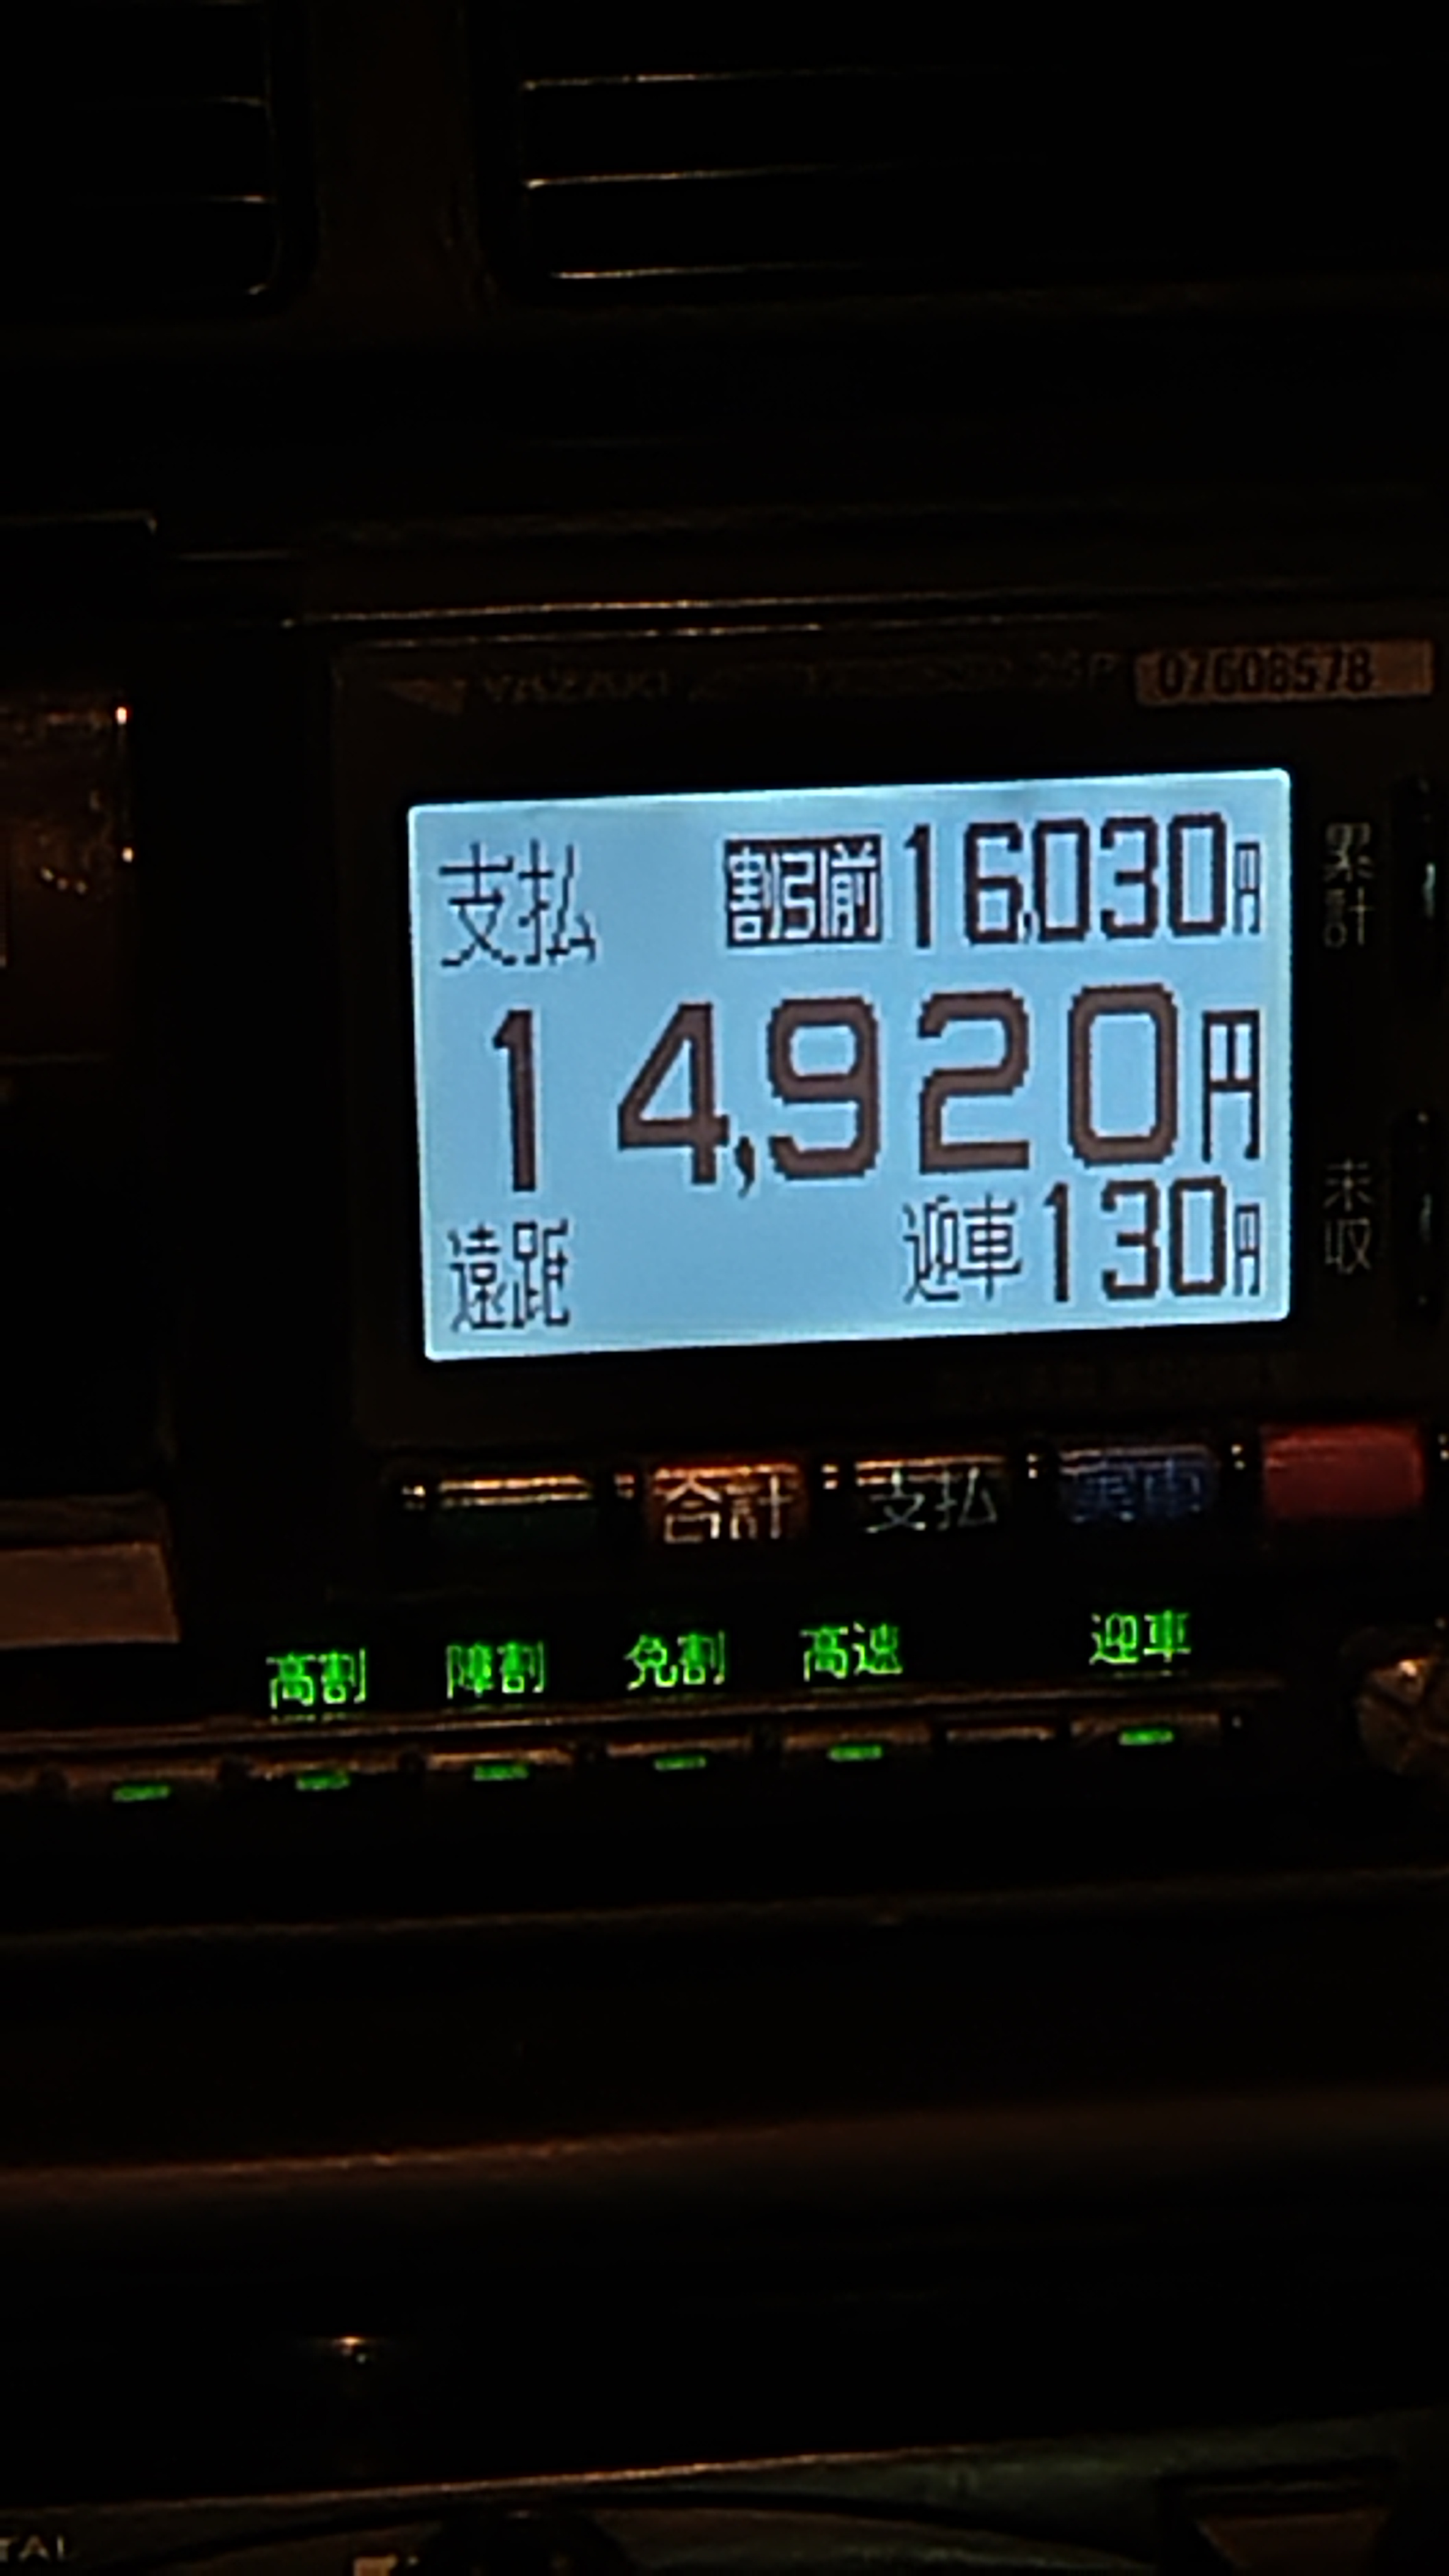 07608578
支払 割引前 16,030円
14,920円
遠距 迎車 130円
累計
未収
合計 支払 実車
高割 障割 免割 高速 迎車